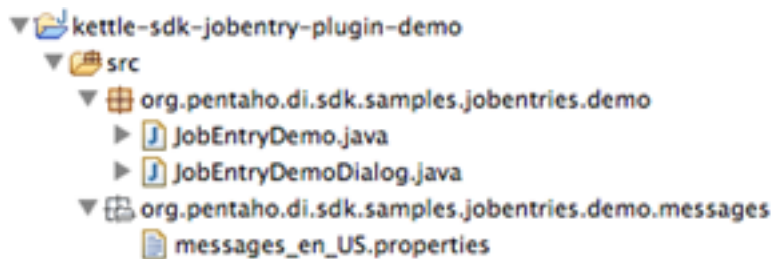 kettle-sdk-jobentry-plugin-demo
src
org.pentaho.di.sdk.samples.jobentries.demo
JobEntryDemo.java
JobEntryDemoDialog.java
org.pentaho.di.sdk.samples.jobentries.demo.messages
messages_en_US.properties